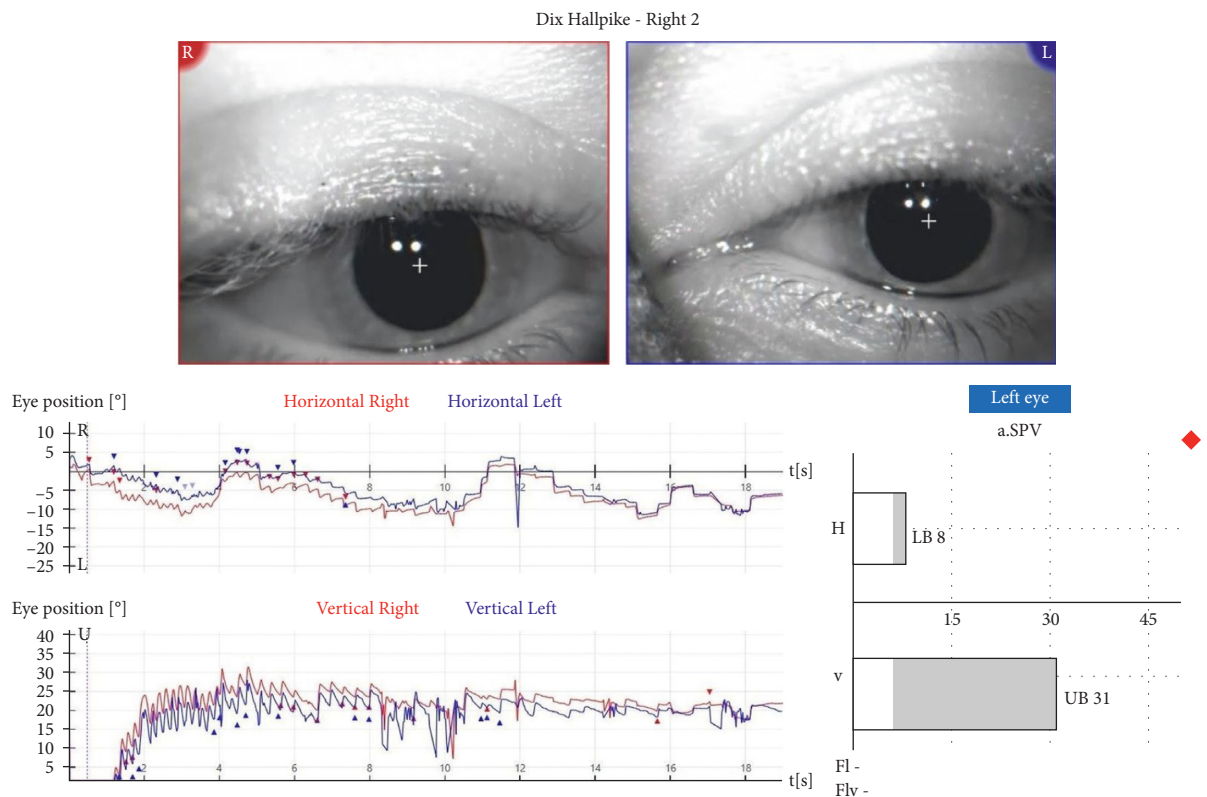 Dix Hallpike - Right 2
R
L
Eye position [°]
Horizontal Right
Horizontal Left
10
5
−5
−10
−15
−20
−25
R
L
2
4
6
8
10
12
14
16
18
t[s]
Eye position [°]
Vertical Right
Vertical Left
40
35
30
25
20
15
10
5
U
2
4
6
8
10
12
14
16
18
t[s]
Left eye
a.SPV
H
LB 8
15
30
45
v
UB 31
Fl -
Flv -